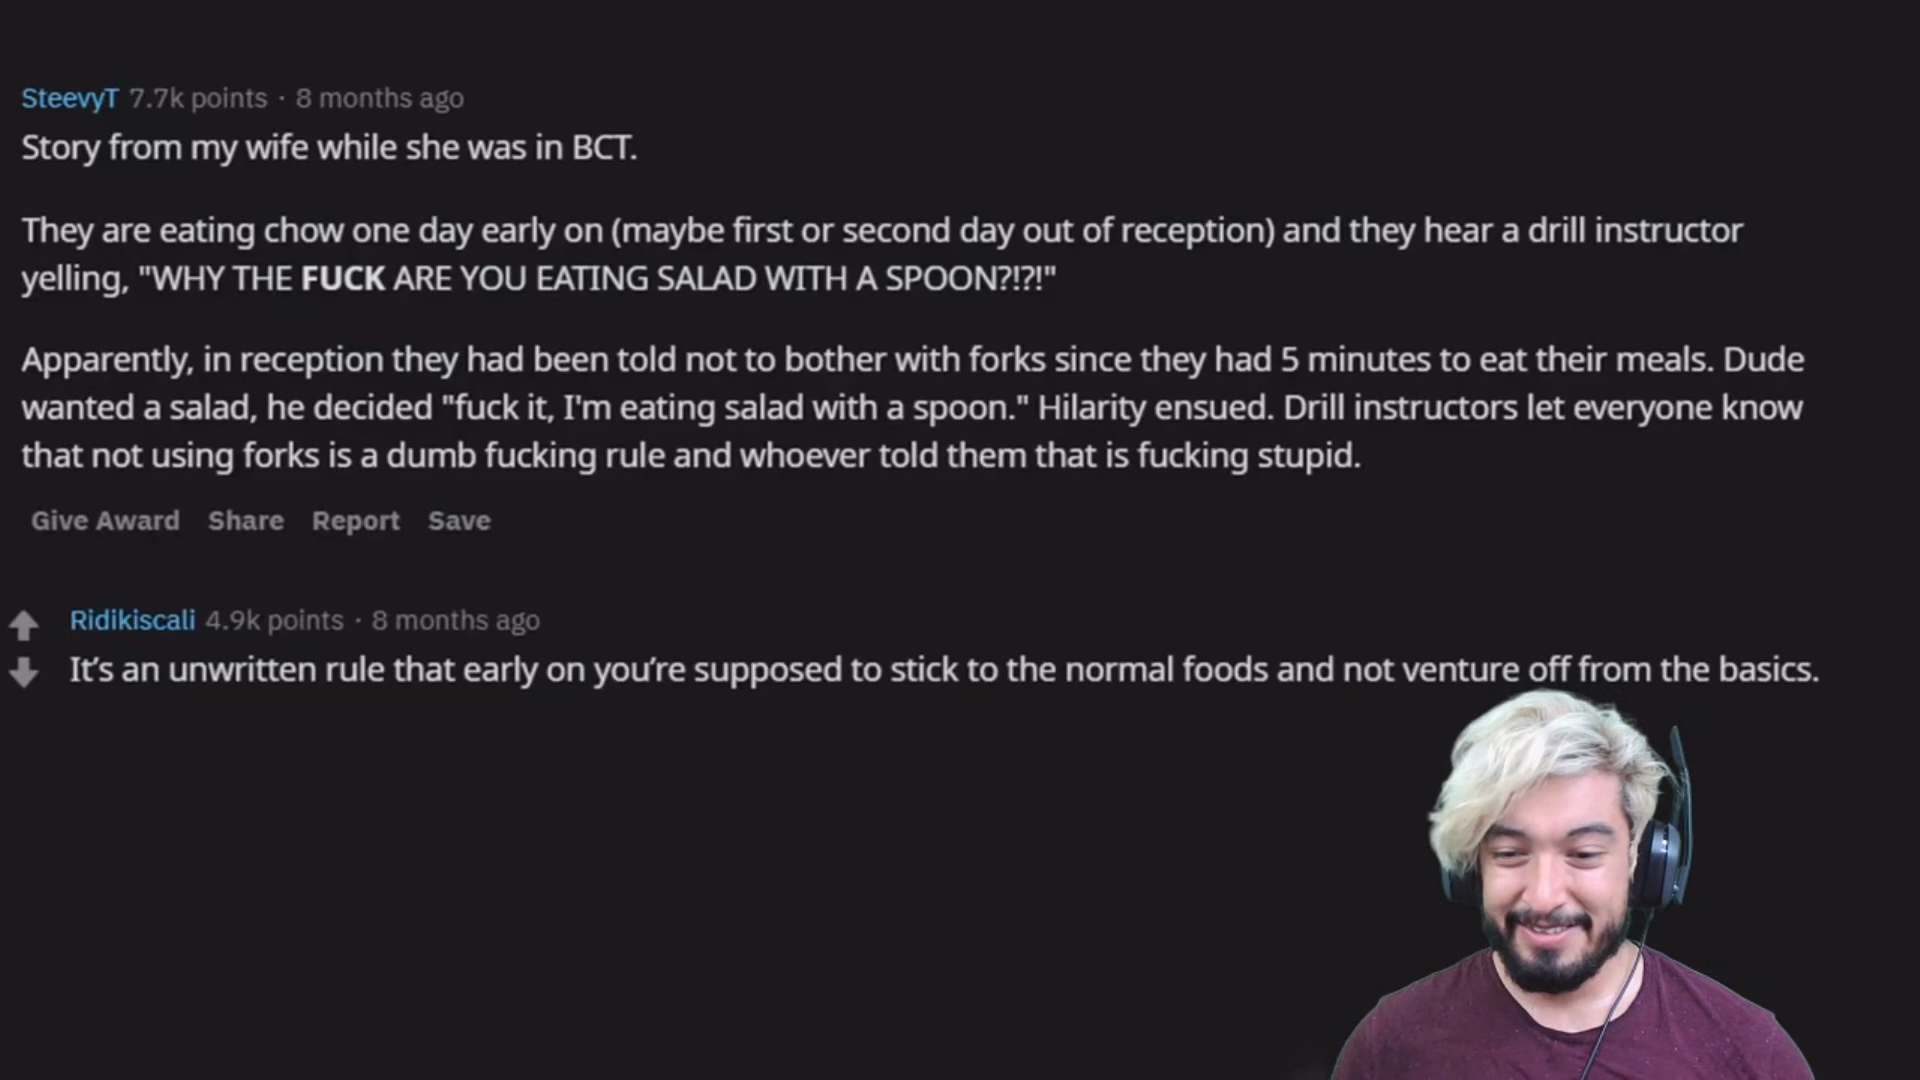 SteevyT 7.7k points · 8 months ago
Story from my wife while she was in BCT.
They are eating chow one day early on (maybe first or second day out of reception) and they hear a drill instructor
yelling, "WHY THE FUCK ARE YOU EATING SALAD WITH A SPOON?!?!"
Apparently, in reception they had been told not to bother with forks since they had 5 minutes to eat their meals. Dude
wanted a salad, he decided "fuck it, I'm eating salad with a spoon." Hilarity ensued. Drill instructors let everyone know
that not using forks is a dumb fucking rule and whoever told them that is fucking stupid.
Give Award Share Report Save
Ridikiscali 4.9k points · 8 months ago
It’s an unwritten rule that early on you’re supposed to stick to the normal foods and not venture off from the basics.